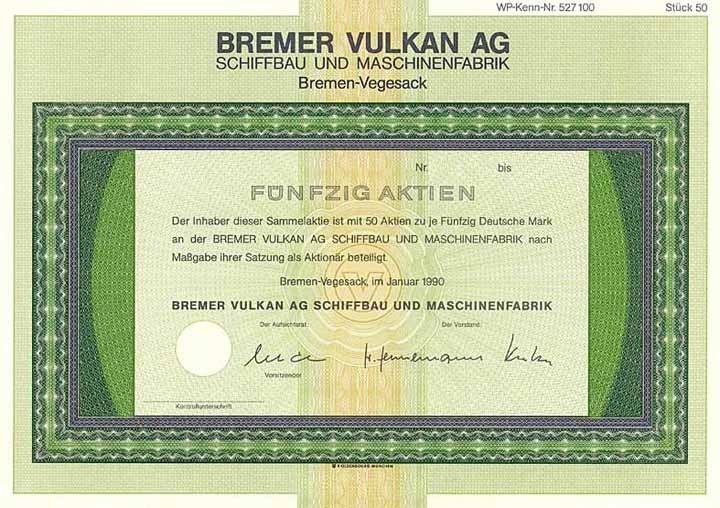 WP-Kenn-Nr. 527100 Stück 50
BREMER VULKAN AG
SCHIFFBAU UND MASCHINENFABRIK
Bremen-Vegesack
Nr. bis
FÜNFZIG AKTIEN
Der Inhaber dieser Sammelaktie ist mit 50 Aktien zu je Fünfzig Deutsche Mark
an der BREMER VULKAN AG SCHIFFBAU UND MASCHINENFABRIK nach
Maßgabe ihrer Satzung als Aktionär beteiligt.
Bremen-Vegesack, im Januar 1990
BREMER VULKAN AG SCHIFFBAU UND MASCHINENFABRIK
Der Aufsichtsrat: Der Vorstand:
Vorsitzender
Kontrollunterschrift
MÜNCHEN